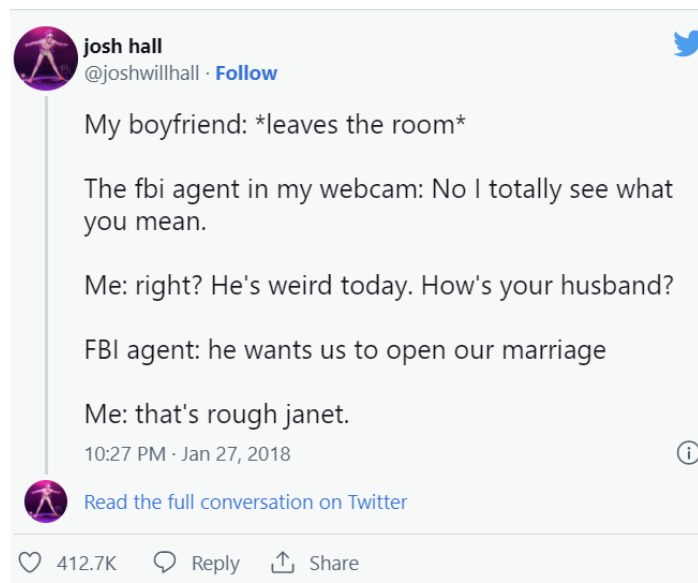 josh hall
@joshwillhall · Follow
My boyfriend: *leaves the room*
The fbi agent in my webcam: No I totally see what
you mean.
Me: right? He's weird today. How's your husband?
FBI agent: he wants us to open our marriage
Me: that's rough janet.
10:27 PM · Jan 27, 2018
Read the full conversation on Twitter
412.7K Reply Share